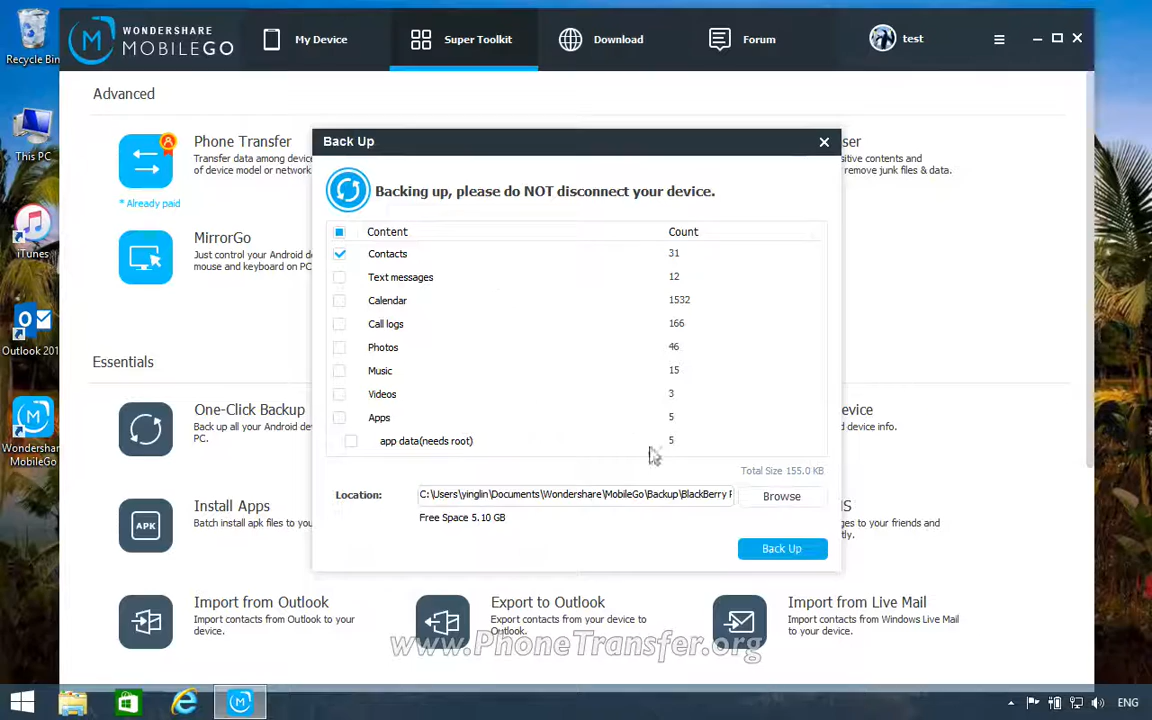 Recycle Bin
This PC
iTunes
Outlook 201
Wondershare
MobileGo
WONDERSHARE
MOBILEGO
My Device
Super Toolkit
Download
Forum
test
Advanced
Phone Transfer
Transfer data among device
of device model or network
* Already paid
MirrorGo
Just control your Android d
mouse and keyboard on PC
sitive contents and
remove junk files & data.
Back Up
Backing up, please do NOT disconnect your device.
Content Count
Contacts 31
Text messages 12
Calendar 1532
Call logs 166
Photos 46
Music 15
Videos 3
Apps 5
app data(needs root) 5
Total Size 155.0 KB
Location: C:\Users\yinglin\Documents\Wondershare\MobileGo\Backup\BlackBerry Browse
Free Space 5.10 GB
Back Up
Essentials
One-Click Backup
Back up all your Android dev
PC.
evice
device info.
Install Apps
Batch install apk files to your
APK
MS
ges to your friends and
Import from Outlook
Import contacts from Outlook to your
device.
Export to Outlook
Export contacts from your device to
Outlook.
Import from Live Mail
Import contacts from Windows Live Mail
to your device.
www.PhoneTransfer.org
ENG